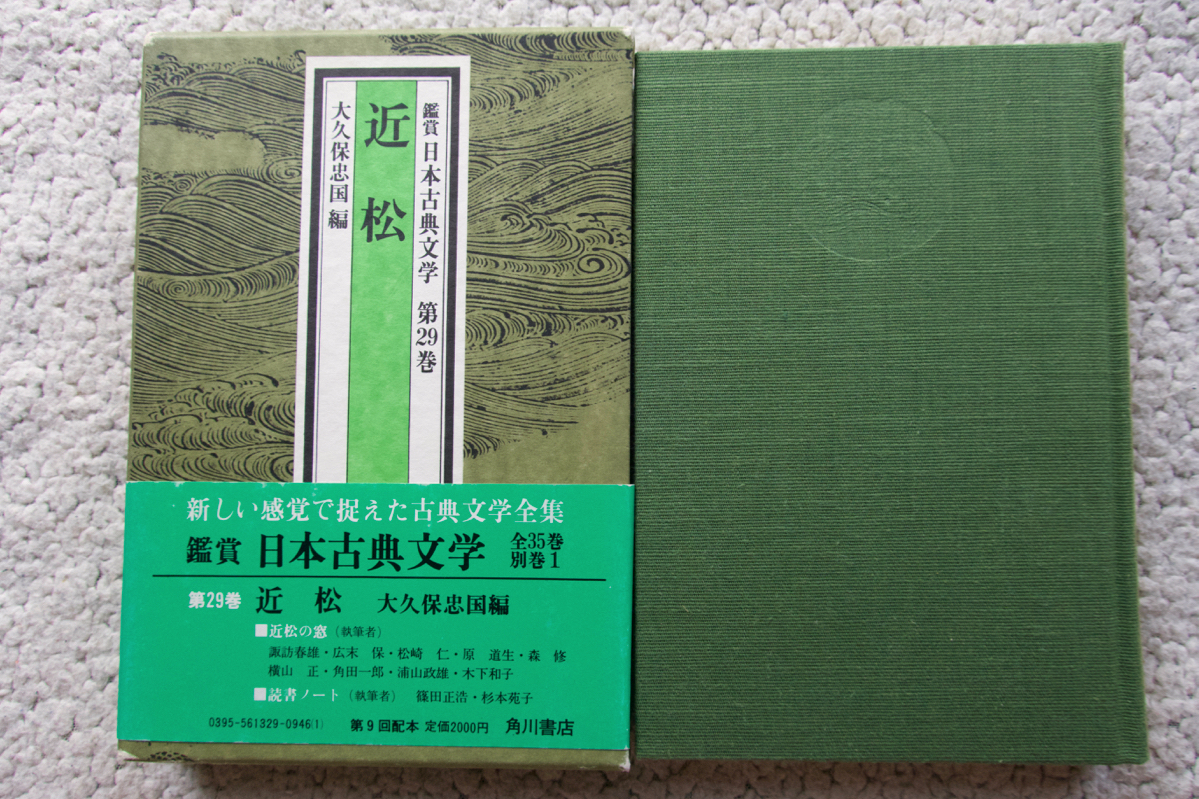 鑑賞 日本古典文学 第29巻
近松
大久保忠国 編
新しい感覚で捉えた古典文学全集
鑑賞 日本古典文学 全35巻 別巻1
第29巻 近松 大久保忠国編
■近松の窓（執筆者）
諏訪春雄・広末 保・松崎 仁・原 道生・森 修
横山 正・角田一郎・浦山政雄・木下和子
■読書ノート（執筆者） 篠田正浩・杉本苑子
0395-561329-0946(1) 第9回配本 定価2000円 角川書店